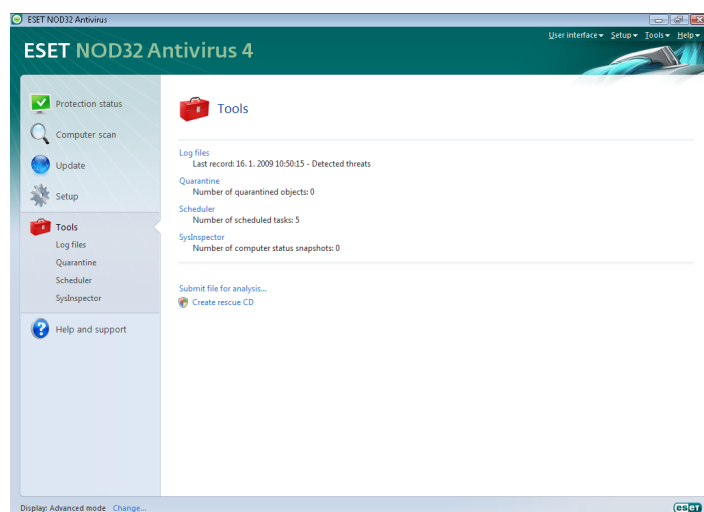 ESET NOD32 Antivirus
User interface Setup Tools Help
ESET NOD32 Antivirus 4
Protection status
Computer scan
Update
Setup
Tools
Log files
Quarantine
Scheduler
SysInspector
Help and support
Tools
Log files
Last record: 16. 1. 2009 10:50:15 - Detected threats
Quarantine
Number of quarantined objects: 0
Scheduler
Number of scheduled tasks: 5
SysInspector
Number of computer status snapshots: 0
Submit file for analysis...
Create rescue CD
Display: Advanced mode Change...
eseT